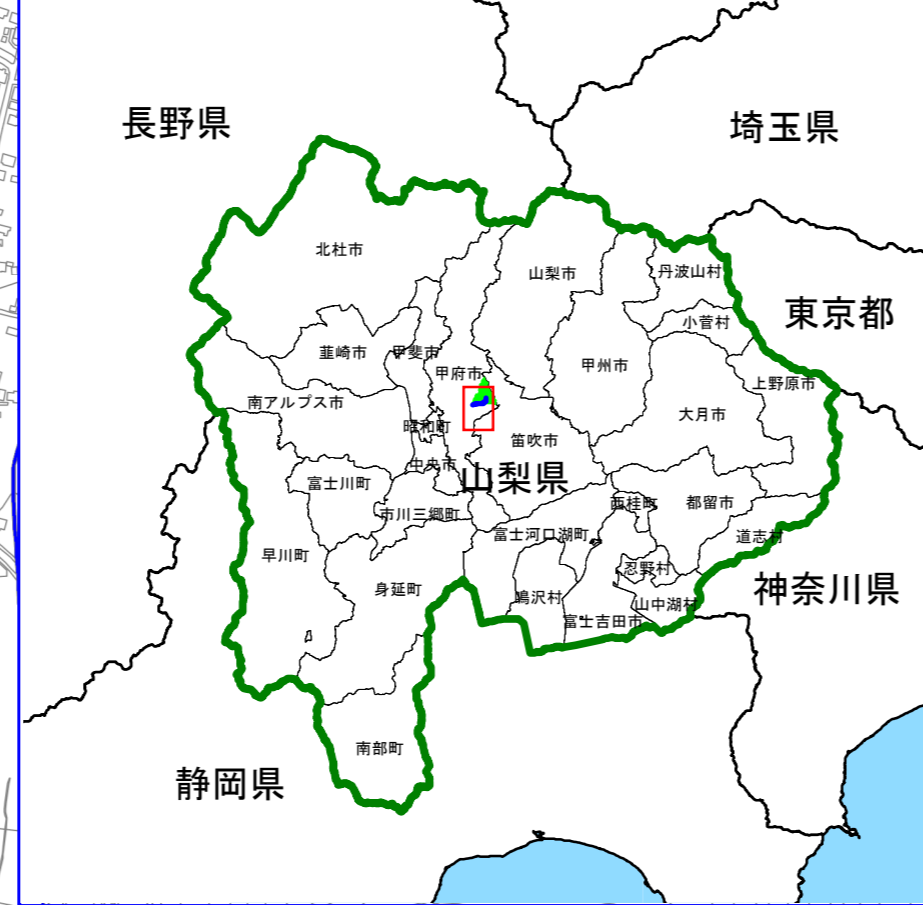 長野県
埼玉県
北杜市
山梨市
丹波山村
東京都
小菅村
韮崎市
甲斐市
甲府市
甲州市
上野原市
南アルプス市
大月市
昭和町
笛吹市
中央市
山梨県
富士川町
西桂町
都留市
市川三郷町
富士河口湖町
道志村
早川町
忍野村
身延町
神奈川県
鳴沢村
山中湖村
富士吉田市
南部町
静岡県